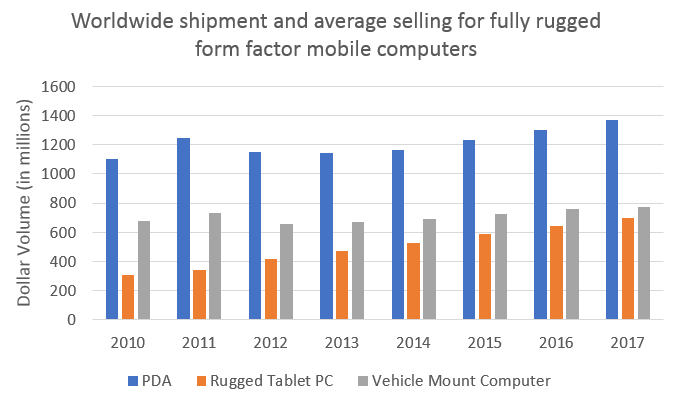 Worldwide shipment and average selling for fully rugged
form factor mobile computers
Dollar Volume (in millions)
1600
1400
1200
1000
800
600
400
200
0
2010 2011 2012 2013 2014 2015 2016 2017
PDA Rugged Tablet PC Vehicle Mount Computer